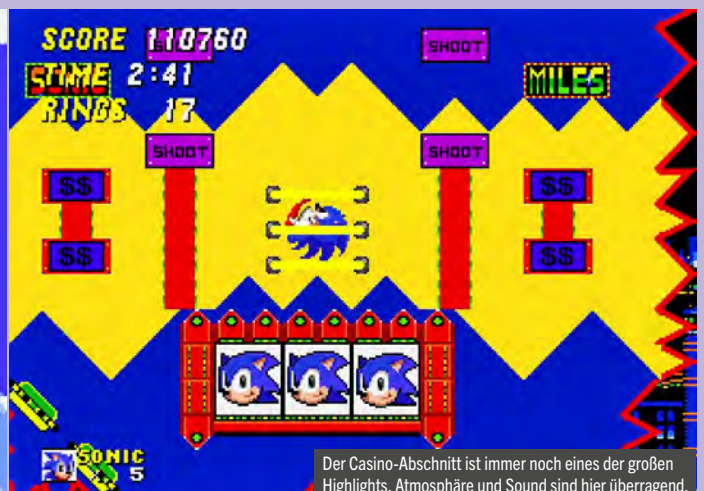 SCORE 110760
SHOOT
TIME 2:41
MILES
RINGS 17
SHOOT
SHOOT
$$
$$
$$
$$
SONIC
5
Der Casino-Abschnitt ist immer noch eines der großen
Highlights. Atmosphäre und Sound sind hier überragend.